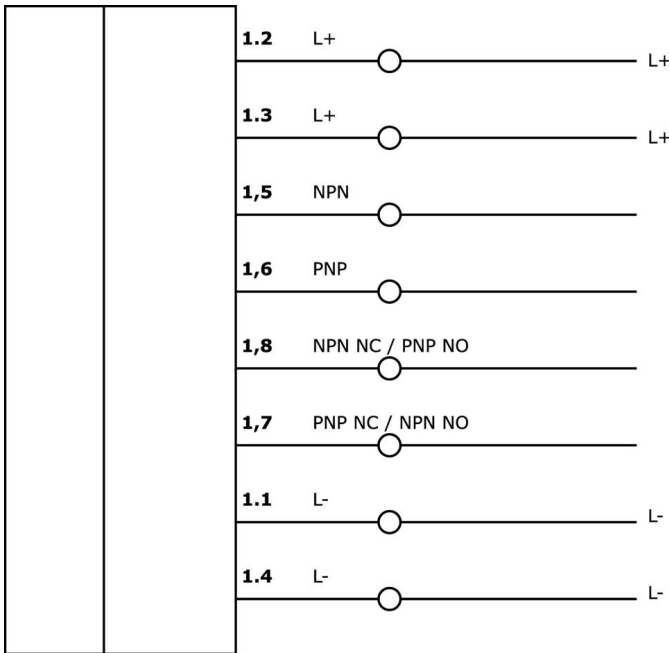 1.2 L+ L+
1.3 L+ L+
1,5 NPN
1,6 PNP
1,8 NPN NC / PNP NO
1,7 PNP NC / NPN NO
1.1 L- L-
1.4 L- L-